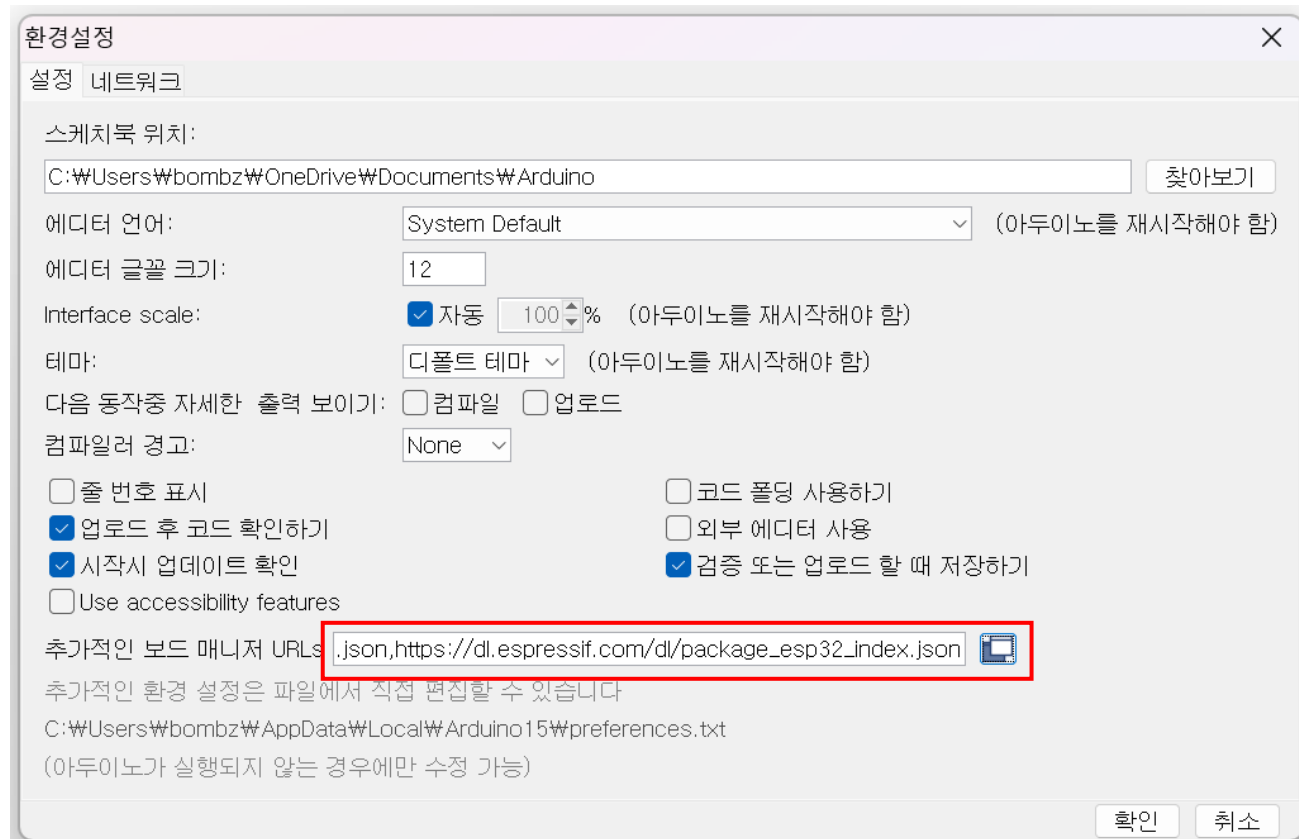 환경설정
설정 네트워크
스케치북 위치:
C:₩Users₩bombz₩OneDrive₩Documents₩Arduino 찾아보기
에디터 언어: System Default (아두이노를 재시작해야 함)
에디터 글꼴 크기: 12
Interface scale: 자동 100 % (아두이노를 재시작해야 함)
테마: 디폴트 테마 (아두이노를 재시작해야 함)
다음 동작중 자세한 출력 보이기: 컴파일 업로드
컴파일러 경고: None
줄 번호 표시 코드 폴딩 사용하기
업로드 후 코드 확인하기 외부 에디터 사용
시작시 업데이트 확인 검증 또는 업로드 할 때 저장하기
Use accessibility features
추가적인 보드 매니저 URLs .json,https://dl.espressif.com/dl/package_esp32_index.json
추가적인 환경 설정은 파일에서 직접 편집할 수 있습니다
C:₩Users₩bombz₩AppData₩Local₩Arduino15₩preferences.txt
(아두이노가 실행되지 않는 경우에만 수정 가능)
확인 취소